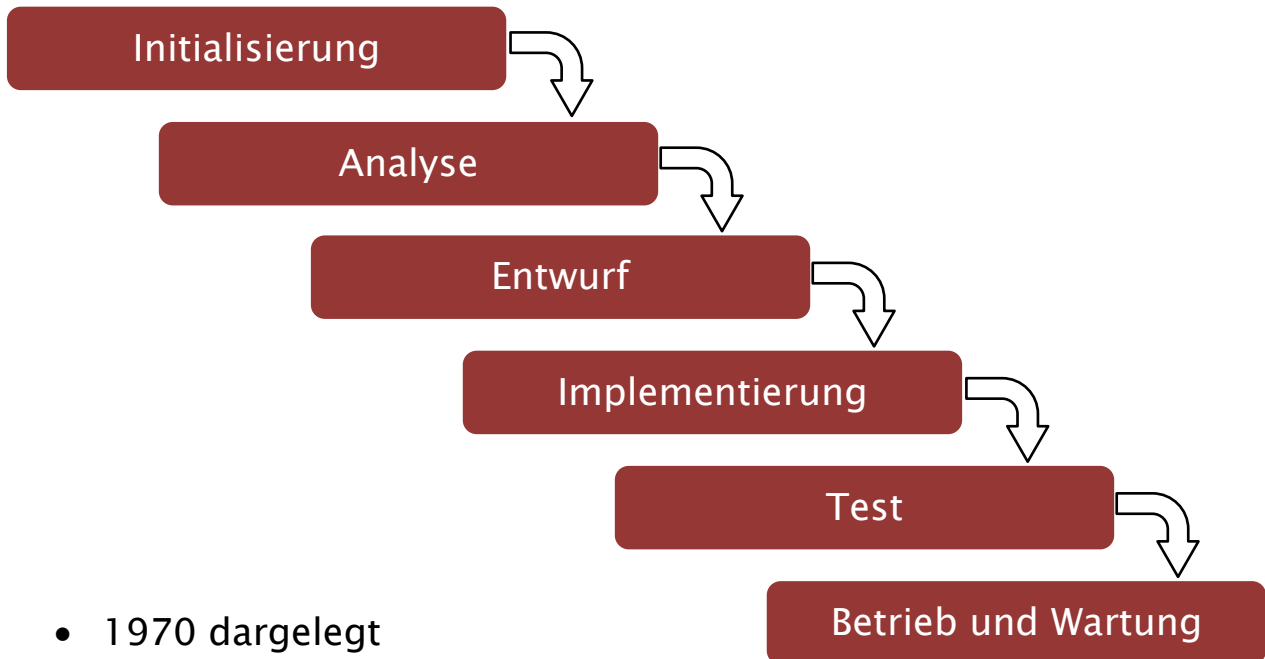 Initialisierung
Analyse
Entwurf
Implementierung
Test
Betrieb und Wartung
• 1970 dargelegt